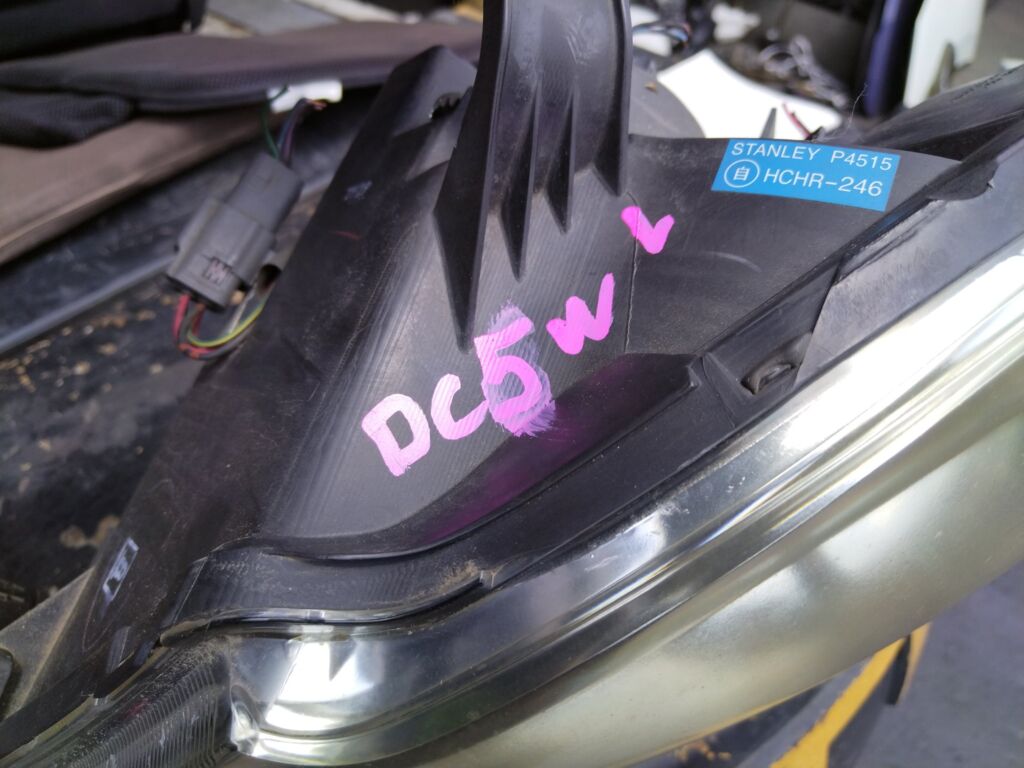 STANLEY P4515
自 HCHR-246
DC5W